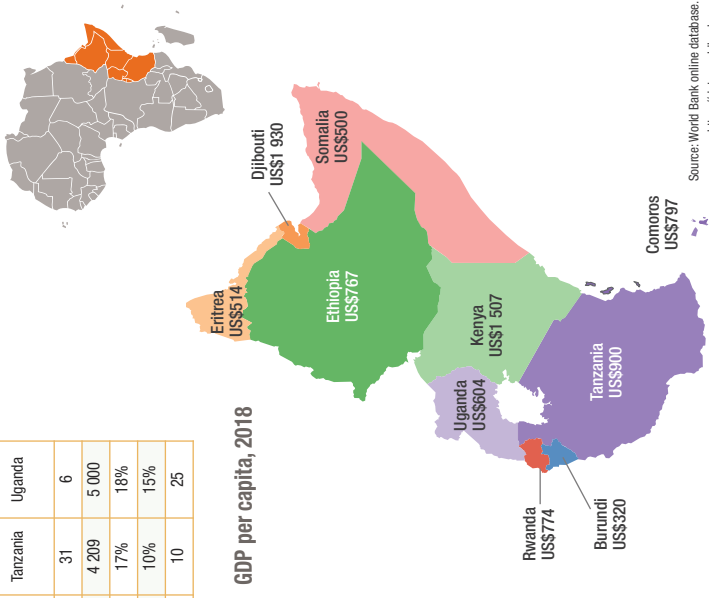 Tanzania Uganda
31 6
4 209 5 000
17% 18%
10% 15%
10 25
GDP per capita, 2018
Eritrea
US$514
Djibouti
US$1 930
Somalia
US$500
Ethiopia
US$767
Kenya
US$1 507
Uganda
US$604
Tanzania
US$900
Rwanda
US$774
Burundi
US$320
Comoros
US$797
Source: World Bank online database.